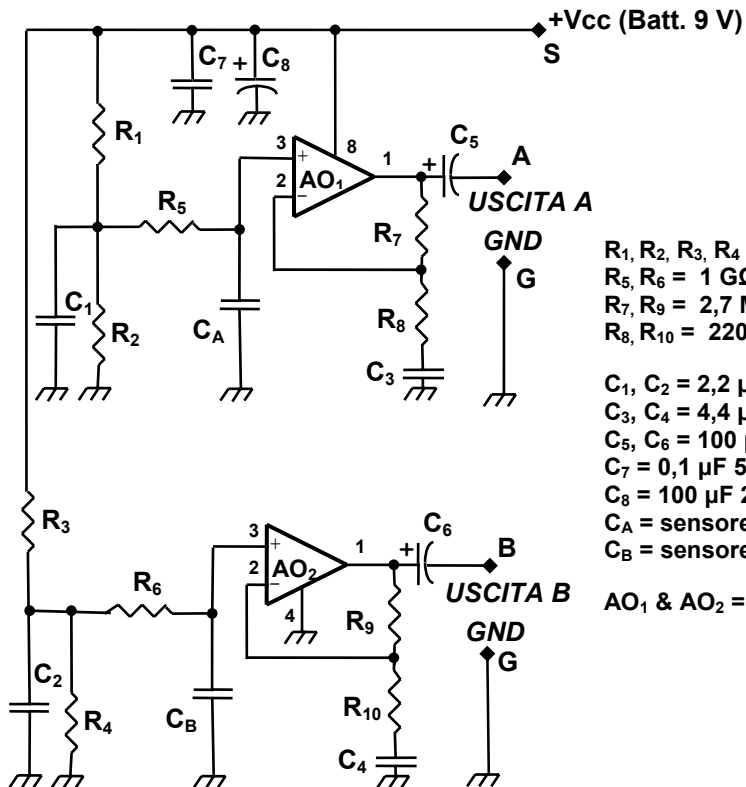 +Vcc (Batt. 9 V)
S
C7
+
C8
R1
3
+
8
1
2
−
AO1
+
C5
A
USCITA A
R5
R7
GND
G
C1
R2
CA
R8
C3
R1, R2, R3, R4
R5, R6 = 1 GΩ
R7, R9 = 2,7 M
R8, R10 = 220
C1, C2 = 2,2 µ
C3, C4 = 4,4 µ
C5, C6 = 100 µ
C7 = 0,1 µF 5
C8 = 100 µF 2
CA = sensore
CB = sensore
AO1 & AO2 =
R3
3
+
1
2
−
AO2
4
+
C6
B
USCITA B
R6
R9
GND
G
C2
R4
CB
R10
C4